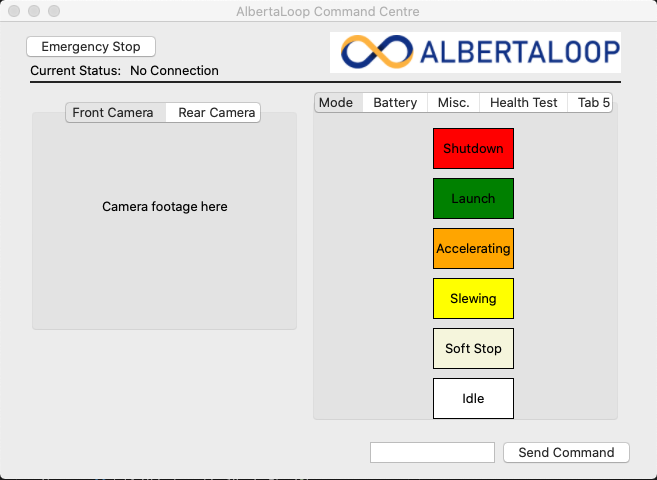 AlbertaLoop Command Centre
Emergency Stop
ALBERTALOOP
Current Status: No Connection
Front Camera Rear Camera
Camera footage here
Mode Battery Misc. Health Test Tab 5
Shutdown
Launch
Accelerating
Slewing
Soft Stop
Idle
Send Command